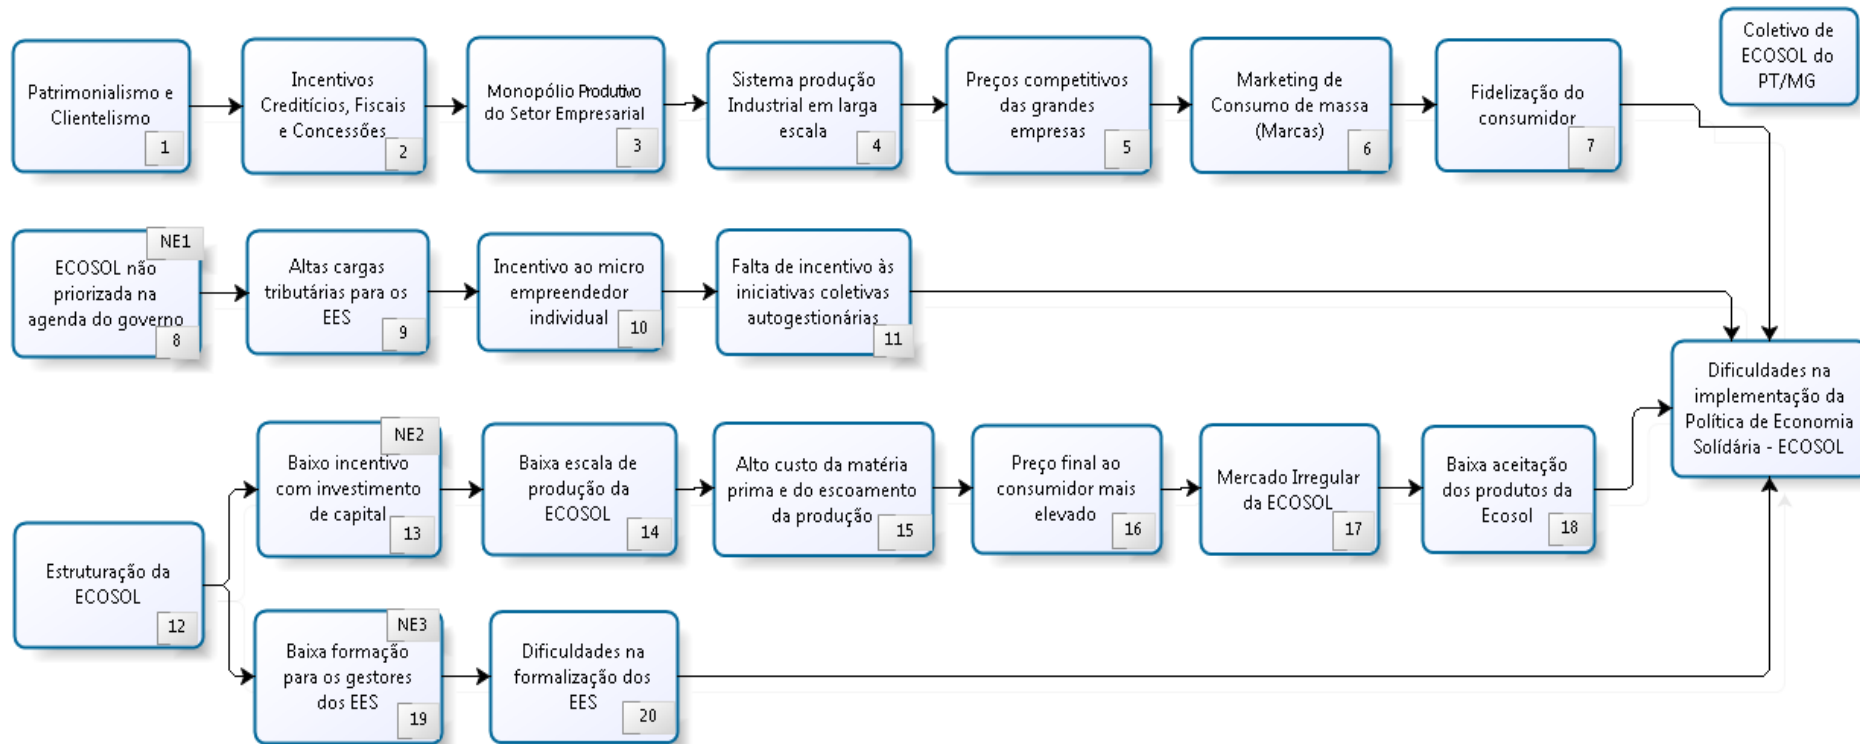 Patrimonialismo e
Clientelismo
1
Incentivos
Creditícios, Fiscais
e Concessões
2
Monopólio Produtivo
do Setor Empresarial
3
Sistema produção
Industrial em larga
escala
4
Preços competitivos
das grandes
empresas
5
Marketing de
Consumo de massa
(Marcas)
6
Fidelização do
consumidor
7
Coletivo de
ECOSOL do
PT/MG
NE1
ECOSOL não
priorizada na
agenda do governo
8
Altas cargas
tributárias para os
EES
9
Incentivo ao micro
empreendedor
individual
10
Falta de incentivo às
iniciativas coletivas
autogestionárias
11
Dificuldades na
implementação da
Política de Economia
Solídária - ECOSOL
Estruturação da
ECOSOL
12
NE2
Baixo incentivo
com investimento
de capital
13
Baixa escala de
produção da
ECOSOL
14
Alto custo da matéria
prima e do escoamento
da produção
15
Preço final ao
consumidor mais
elevado
16
Mercado Irregular
da ECOSOL
17
Baixa aceitação
dos produtos da
Ecosol
18
NE3
Baixa formação
para os gestores
dos EES
19
Dificuldades na
formalização dos
EES
20